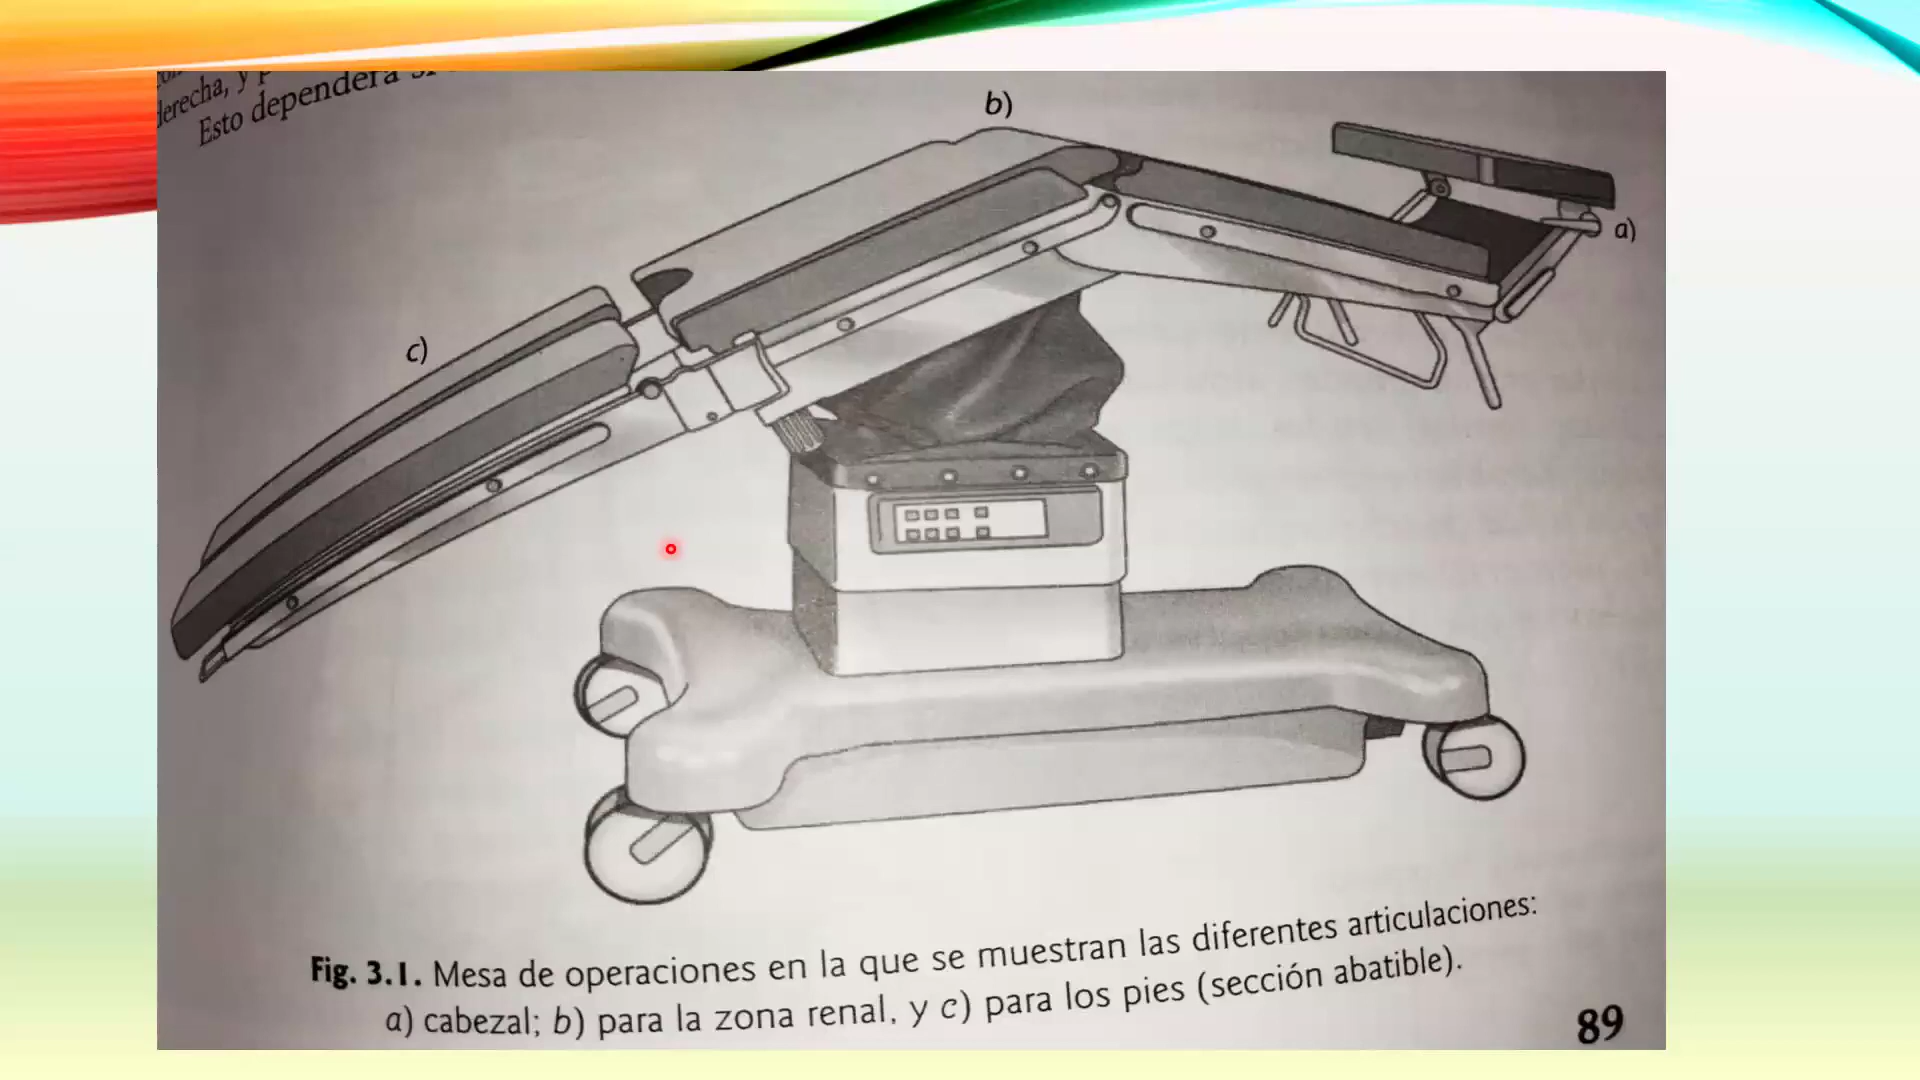 derecha, y
Esto dependerá
b)
a)
c)
Fig. 3.1. Mesa de operaciones en la que se muestran las diferentes articulaciones:
a) cabezal; b) para la zona renal, y c) para los pies (sección abatible).
89